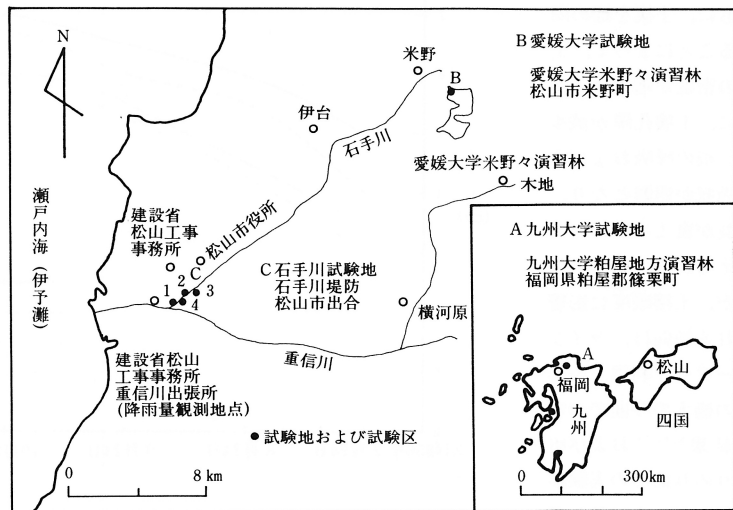 N
瀬戸内海(伊予灘)
米野
B
伊台
石手川
B 愛媛大学試験地
愛媛大学米野々演習林
松山市米野町
愛媛大学米野々演習林
木地
建設省
松山工事
事務所
松山市役所
C
1
2
3
4
C 石手川試験地
石手川堤防
松山市出合
横河原
重信川
建設省松山
工事事務所
重信川出張所
(降雨量観測地点)
●試験地および試験区
0 8km
A 九州大学試験地
九州大学粕屋地方演習林
福岡県粕屋郡篠栗町
A
福岡
九州
松山
四国
0 300km